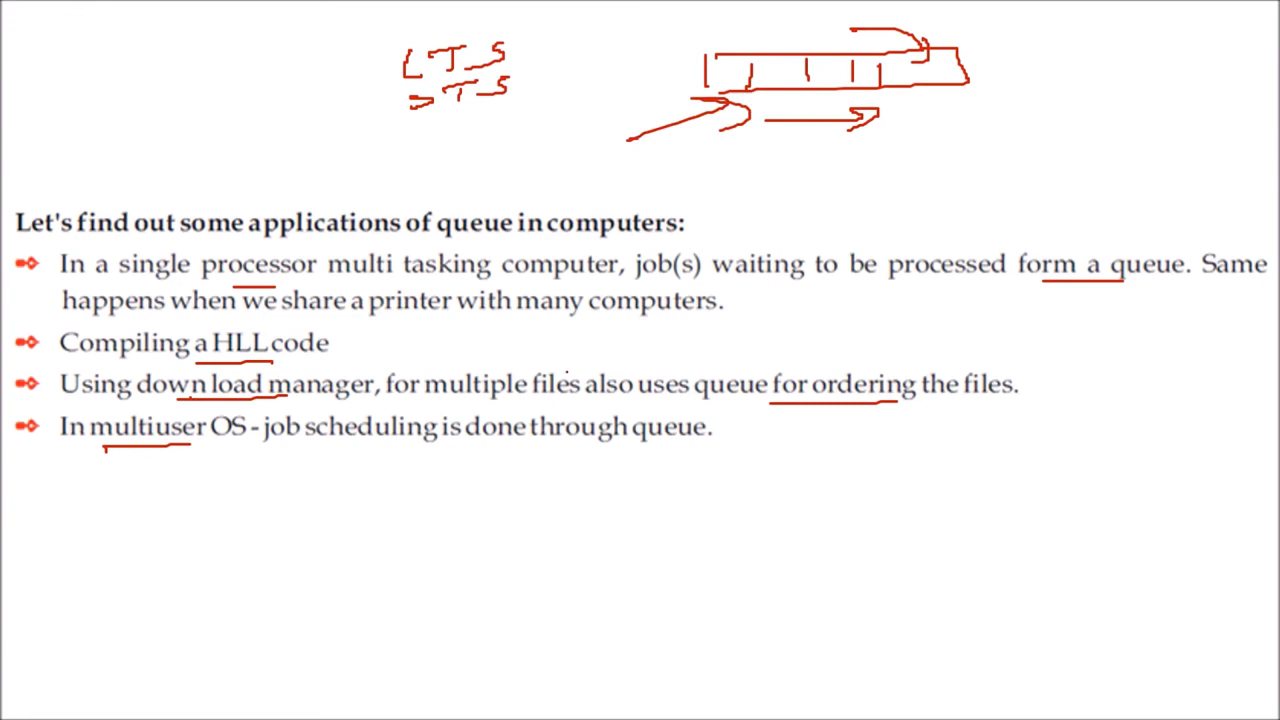 LTS
STS
Let's find out some applications of queue in computers:
In a single processor multi tasking computer, job(s) waiting to be processed form a queue. Same
happens when we share a printer with many computers.
Compiling a HLL code
Using down load manager, for multiple files also uses queue for ordering the files.
In multiuser OS - job scheduling is done through queue.